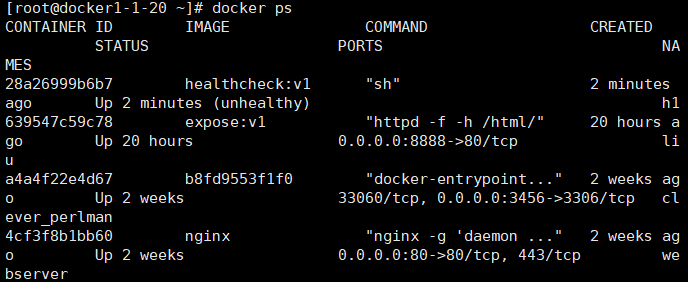 [root@docker1-1-20 ~]# docker ps
CONTAINER ID        IMAGE               COMMAND                  CREATED
          STATUS                     PORTS                               NA
MES
28a26999b6b7        healthcheck:v1      "sh"                     2 minutes
ago       Up 2 minutes (unhealthy)                                       h1
639547c59c78        expose:v1           "httpd -f -h /html/"     20 hours a
go        Up 20 hours                0.0.0.0:8888->80/tcp                li
u
a4a4f22e4d67        b8fd9553f1f0        "docker-entrypoint..."   2 weeks ag
o         Up 2 weeks                 33060/tcp, 0.0.0.0:3456->3306/tcp   cl
ever_perlman
4cf3f8b1bb60        nginx               "nginx -g 'daemon ..."   2 weeks ag
o         Up 2 weeks                 0.0.0.0:80->80/tcp, 443/tcp         we
bserver